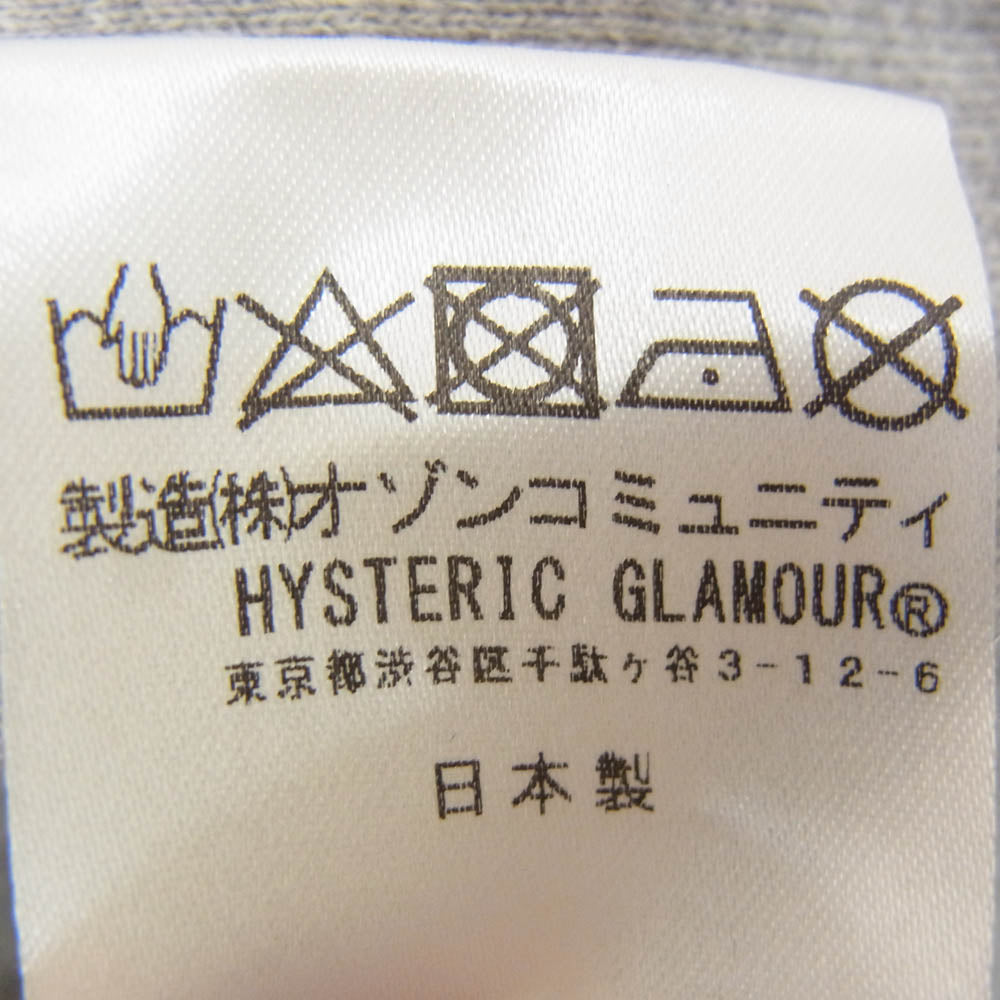 製造(株)オゾンコミュニティ
HYSTERIC GLAMOUR®
東京都渋谷区千駄ヶ谷3-12-6
日本製